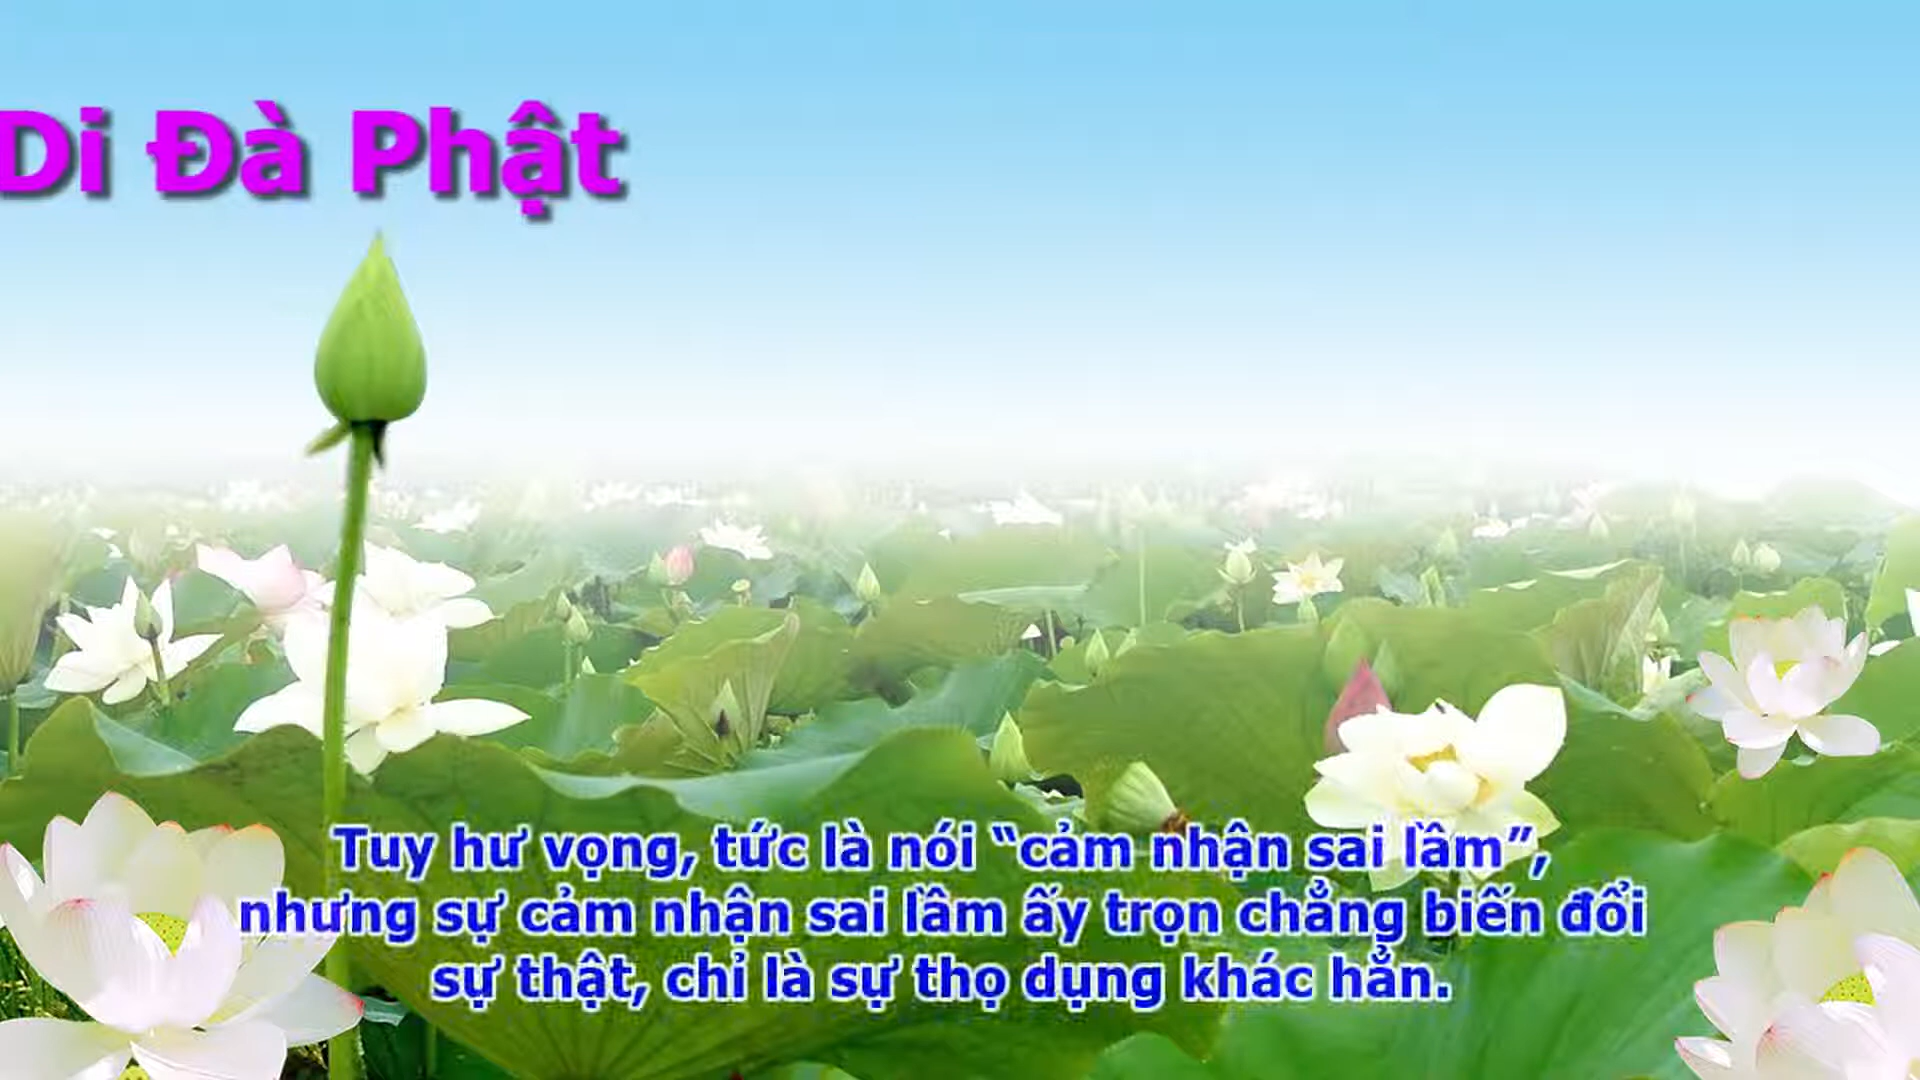 Di Đà Phật
Tuy hư vọng, tức là nói “cảm nhận sai lầm”,
nhưng sự cảm nhận sai lầm ấy trọn chẳng biến đổi
sự thật, chỉ là sự thọ dụng khác hẳn.